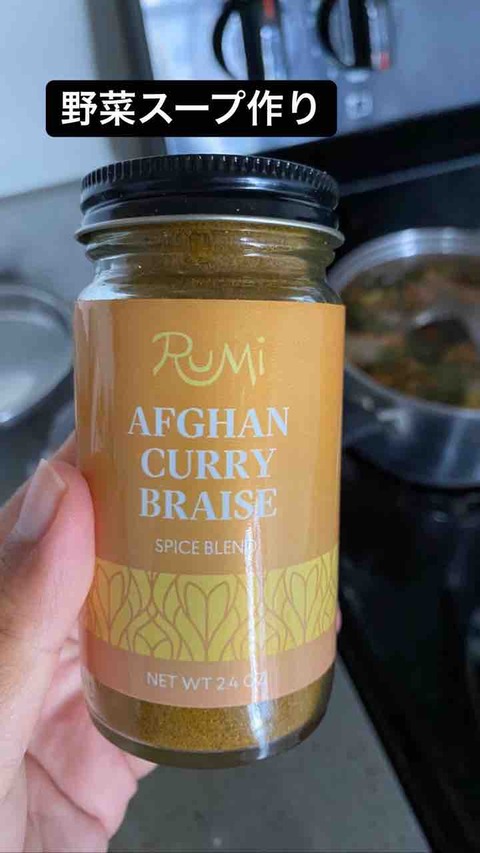 野菜スープ作り
RUMi
AFGHAN
CURRY
BRAISE
SPICE BLEND
NET WT 2.4 OZ